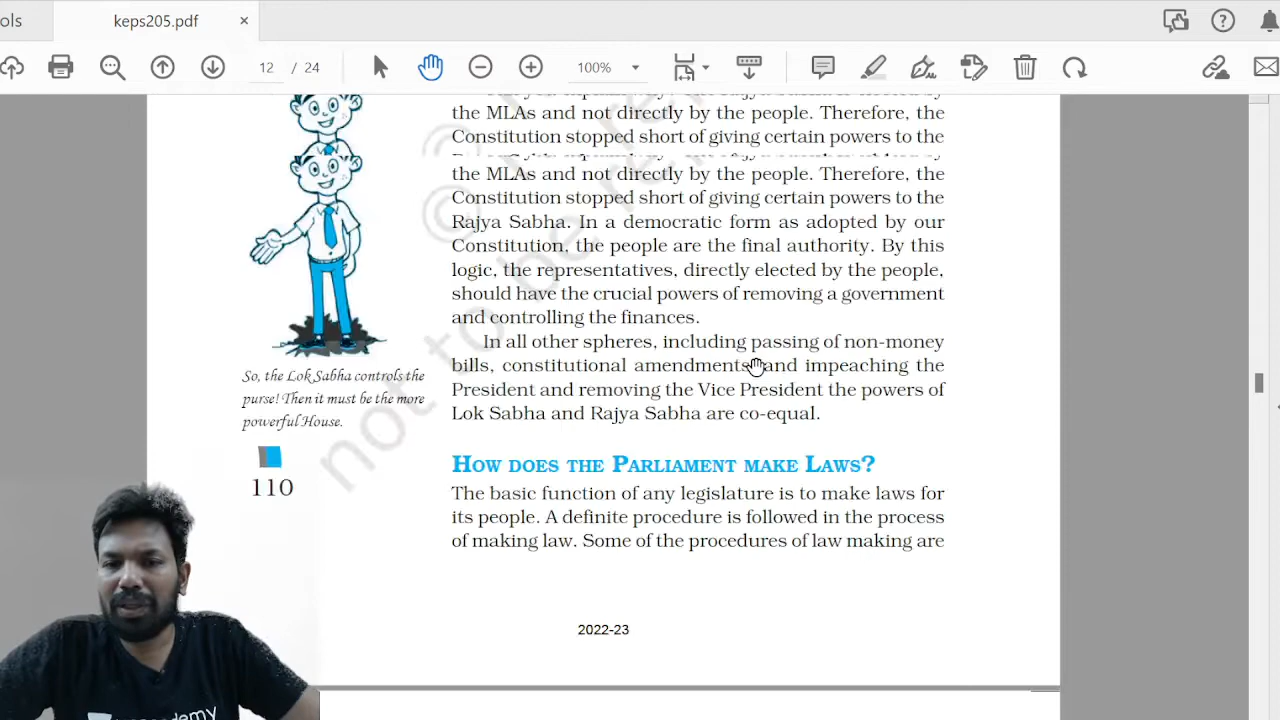 ols
keps205.pdf
×
12 / 24
100%
the MLAs and not directly by the people. Therefore, the
Constitution stopped short of giving certain powers to the
the MLAs and not directly by the people. Therefore, the
Constitution stopped short of giving certain powers to the
Rajya Sabha. In a democratic form as adopted by our
Constitution, the people are the final authority. By this
logic, the representatives, directly elected by the people,
should have the crucial powers of removing a government
and controlling the finances.
In all other spheres, including passing of non-money
bills, constitutional amendments, and impeaching the
President and removing the Vice President the powers of
Lok Sabha and Rajya Sabha are co-equal.
So, the Lok Sabha controls the
purse! Then it must be the more
powerful House.
110
HOW DOES THE PARLIAMENT MAKE LAWS?
The basic function of any legislature is to make laws for
its people. A definite procedure is followed in the process
of making law. Some of the procedures of law making are
2022-23
not to be re
©